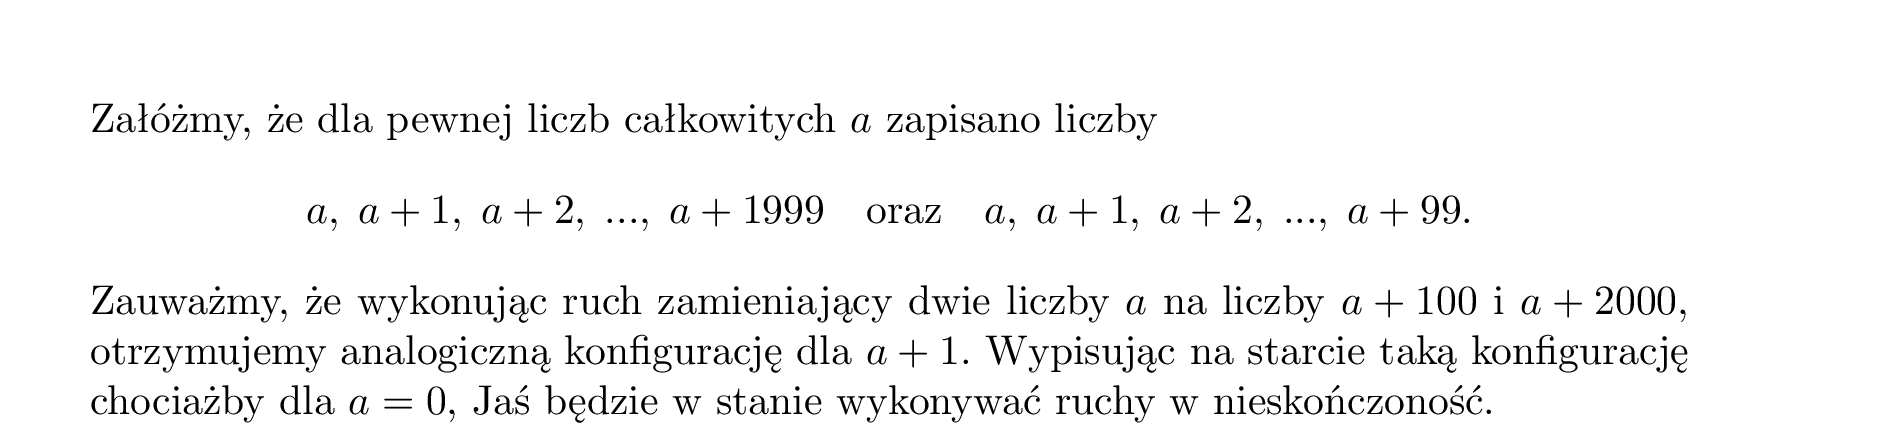 Załóżmy, że dla pewnej liczb całkowitych a zapisano liczby
a, a + 1, a + 2, ..., a + 1999 oraz a, a + 1, a + 2, ..., a + 99.
Zauważmy, że wykonując ruch zamieniający dwie liczby a na liczby a + 100 i a + 2000,
otrzymujemy analogiczną konfigurację dla a + 1. Wypisując na starcie taką konfigurację
chociażby dla a = 0, Jaś będzie w stanie wykonywać ruchy w nieskończoność.